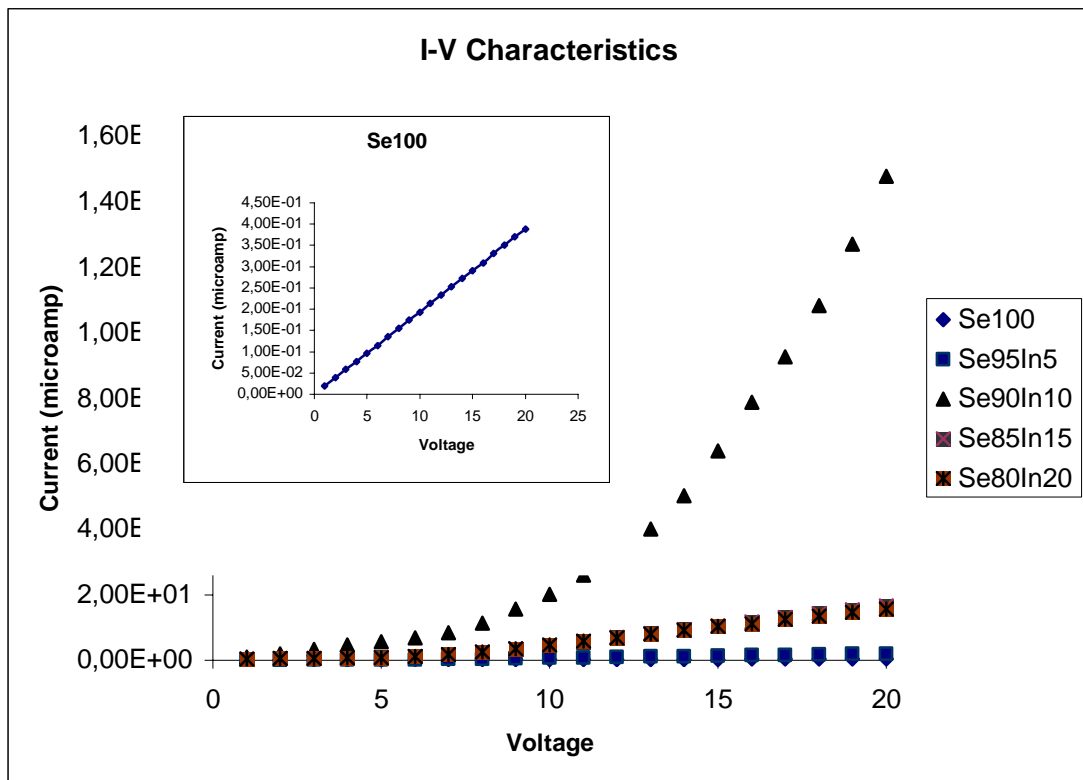 I-V Characteristics
1,60E
1,40E
1,20E
1,00E
8,00E
6,00E
4,00E
2,00E+01
0,00E+00
Current (microamp)
0
5
10
15
20
Voltage
Se100
4,50E-01
4,00E-01
3,50E-01
3,00E-01
2,50E-01
2,00E-01
1,50E-01
1,00E-01
5,00E-02
0,00E+00
Current (microamp)
0
5
10
15
20
25
Voltage
Se100
Se95In5
Se90In10
Se85In15
Se80In20